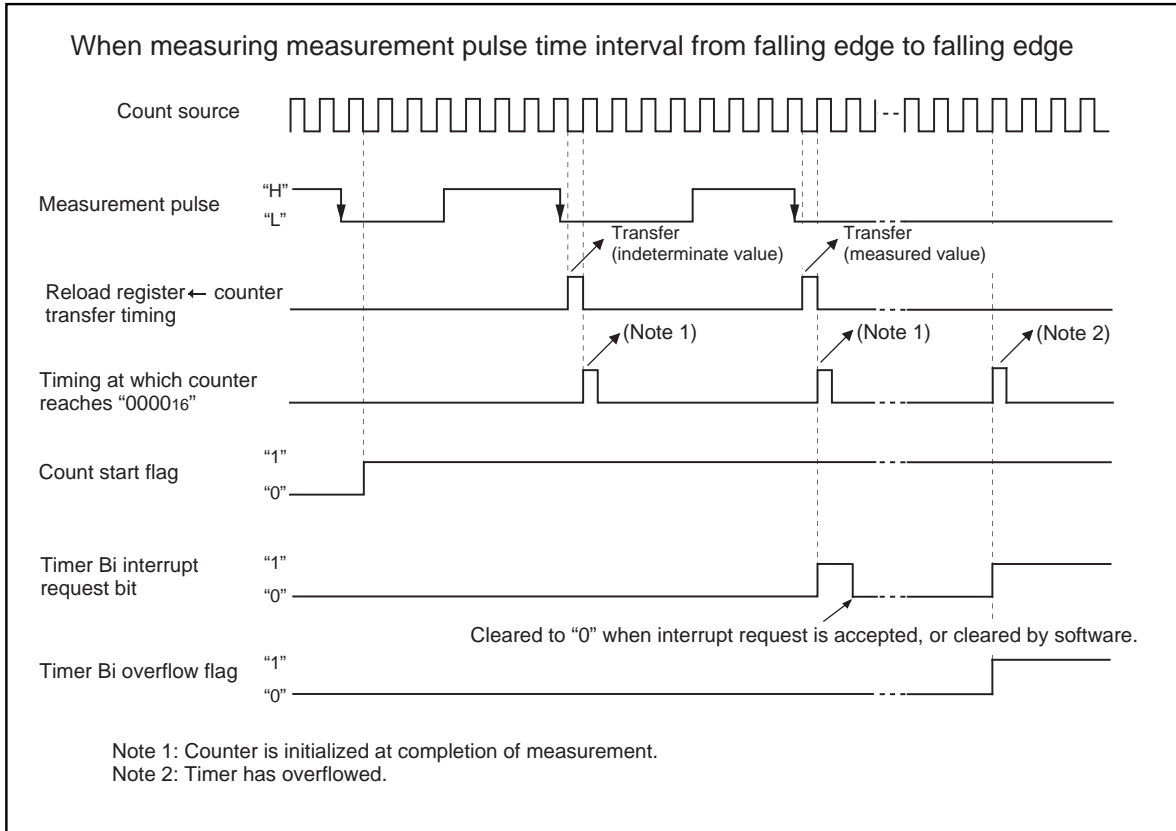 When measuring measurement pulse time interval from falling edge to falling edge
Count source
Measurement pulse
“H”
“L”
Transfer
(indeterminate value)
Transfer
(measured value)
Reload register ← counter
transfer timing
(Note 1)
(Note 1)
(Note 2)
Timing at which counter
reaches “000016”
Count start flag
“1”
“0”
Timer Bi interrupt
request bit
“1”
“0”
Cleared to “0” when interrupt request is accepted, or cleared by software.
Timer Bi overflow flag
“1”
“0”
Note 1: Counter is initialized at completion of measurement.
Note 2: Timer has overflowed.